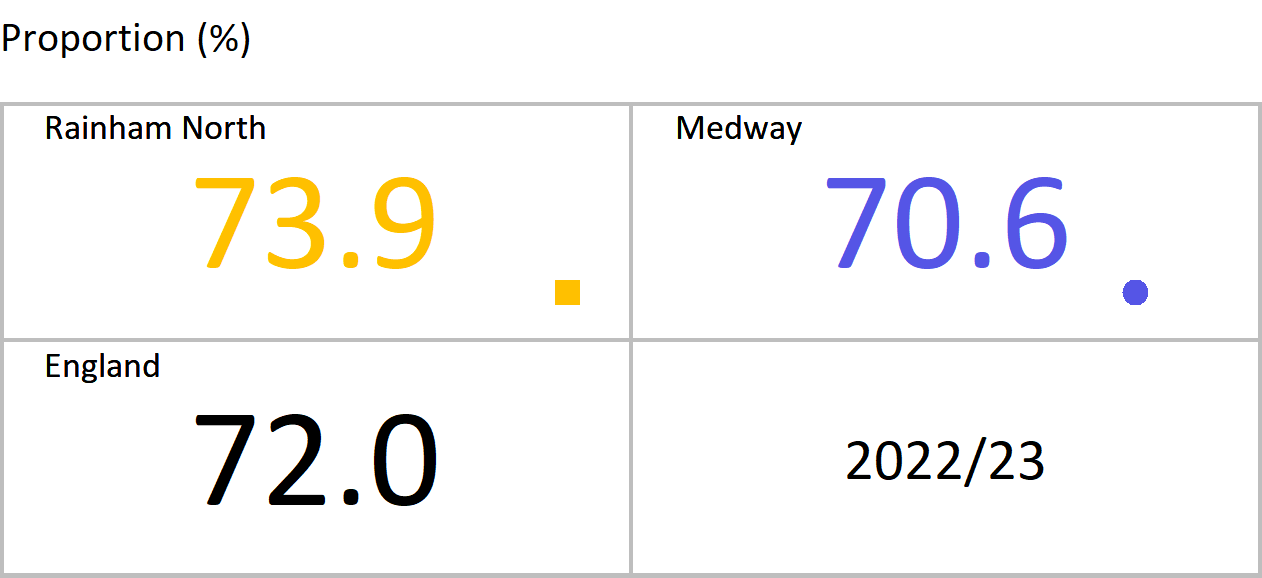 Proportion (%)
Rainham North
73.9
Medway
70.6
England
72.0
2022/23